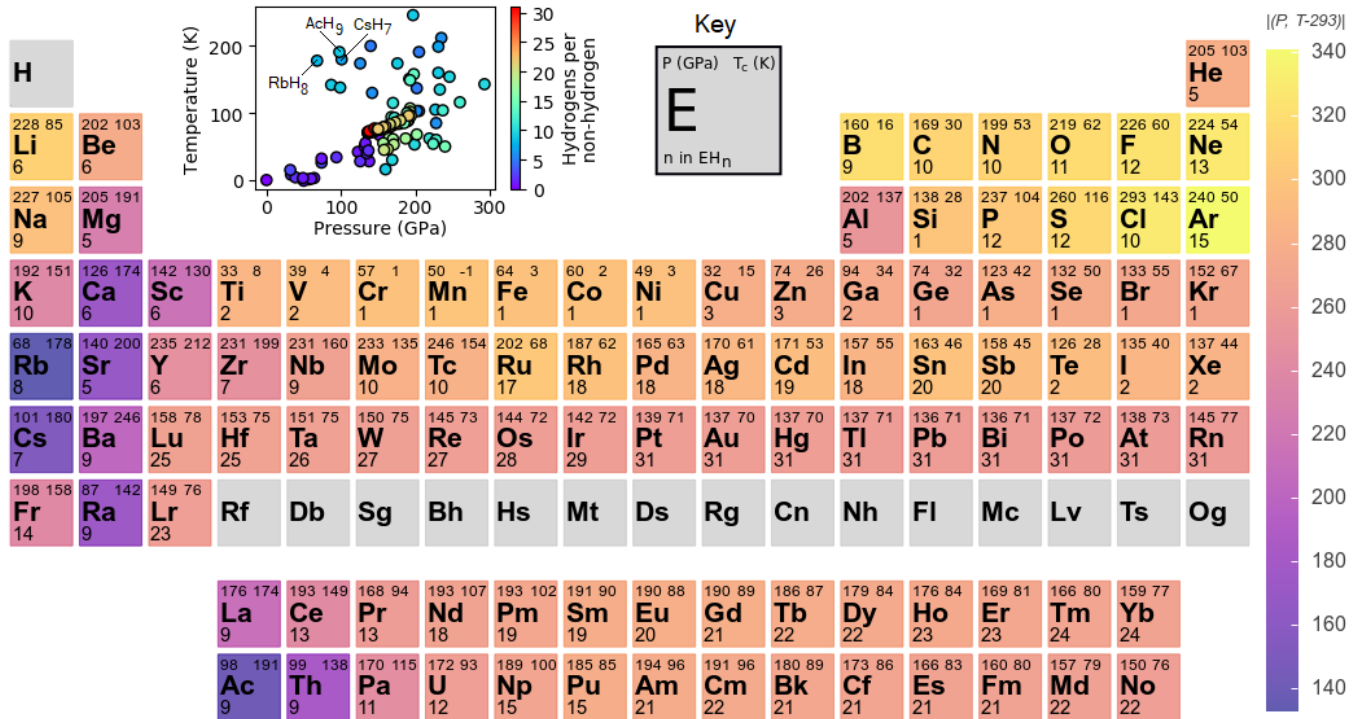 AcH9 CsH7
RbH8
Temperature (K)
200
100
0
0 100 200 300
Pressure (GPa)
30
25
20
15
10
5
0
Hydrogens per
non-hydrogen
Key
P (GPa) Tc (K)
E
n in EHn
|(P, T-293)|
340
320
300
280
260
240
220
200
180
160
140
H
205 103
He
5
228 85
Li
6
202 103
Be
6
160 16
B
9
169 30
C
10
199 53
N
10
219 62
O
11
226 60
F
12
224 54
Ne
13
227 105
Na
9
205 191
Mg
5
202 137
Al
5
138 28
Si
1
237 104
P
12
260 116
S
12
293 143
Cl
10
240 50
Ar
15
192 151
K
10
126 174
Ca
6
142 130
Sc
6
33 8
Ti
2
39 4
V
2
57 1
Cr
1
50 -1
Mn
1
64 3
Fe
1
60 2
Co
1
49 3
Ni
1
32 15
Cu
3
74 26
Zn
3
94 34
Ga
2
74 32
Ge
1
123 42
As
1
132 50
Se
1
133 55
Br
1
152 67
Kr
1
68 178
Rb
8
140 200
Sr
5
235 212
Y
6
231 199
Zr
7
231 160
Nb
9
233 135
Mo
10
246 154
Tc
10
202 68
Ru
17
187 62
Rh
18
165 63
Pd
18
170 61
Ag
18
171 53
Cd
19
157 55
In
18
163 46
Sn
20
158 45
Sb
20
126 28
Te
2
135 40
I
2
137 44
Xe
2
101 180
Cs
7
197 246
Ba
9
158 78
Lu
25
153 75
Hf
25
151 75
Ta
26
150 75
W
27
145 73
Re
27
144 72
Os
28
142 72
Ir
29
139 71
Pt
31
137 70
Au
31
137 70
Hg
31
137 71
Tl
31
136 71
Pb
31
136 71
Bi
31
137 72
Po
31
138 73
At
31
145 77
Rn
31
198 158
Fr
14
87 142
Ra
9
149 76
Lr
23
Rf
Db
Sg
Bh
Hs
Mt
Ds
Rg
Cn
Nh
Fl
Mc
Lv
Ts
Og
176 174
La
9
193 149
Ce
13
168 94
Pr
13
193 107
Nd
18
193 102
Pm
19
191 90
Sm
19
190 88
Eu
20
190 89
Gd
21
186 87
Tb
22
179 84
Dy
22
176 84
Ho
23
169 81
Er
23
166 80
Tm
24
159 77
Yb
24
98 191
Ac
9
99 138
Th
9
170 115
Pa
11
172 93
U
12
189 100
Np
15
185 85
Pu
15
194 96
Am
21
191 96
Cm
22
180 89
Bk
21
173 86
Cf
21
166 83
Es
21
160 80
Fm
21
157 79
Md
22
150 76
No
22